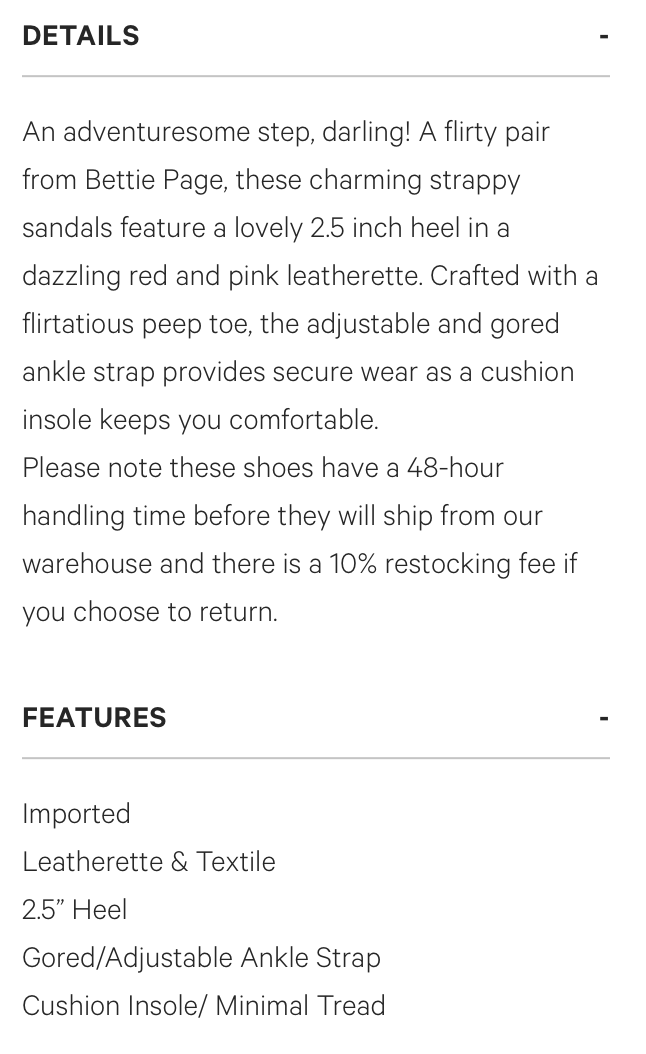 DETAILS -
An adventuresome step, darling! A flirty pair
from Bettie Page, these charming strappy
sandals feature a lovely 2.5 inch heel in a
dazzling red and pink leatherette. Crafted with a
flirtatious peep toe, the adjustable and gored
ankle strap provides secure wear as a cushion
insole keeps you comfortable.
Please note these shoes have a 48-hour
handling time before they will ship from our
warehouse and there is a 10% restocking fee if
you choose to return.
FEATURES -
Imported
Leatherette & Textile
2.5” Heel
Gored/Adjustable Ankle Strap
Cushion Insole/ Minimal Tread